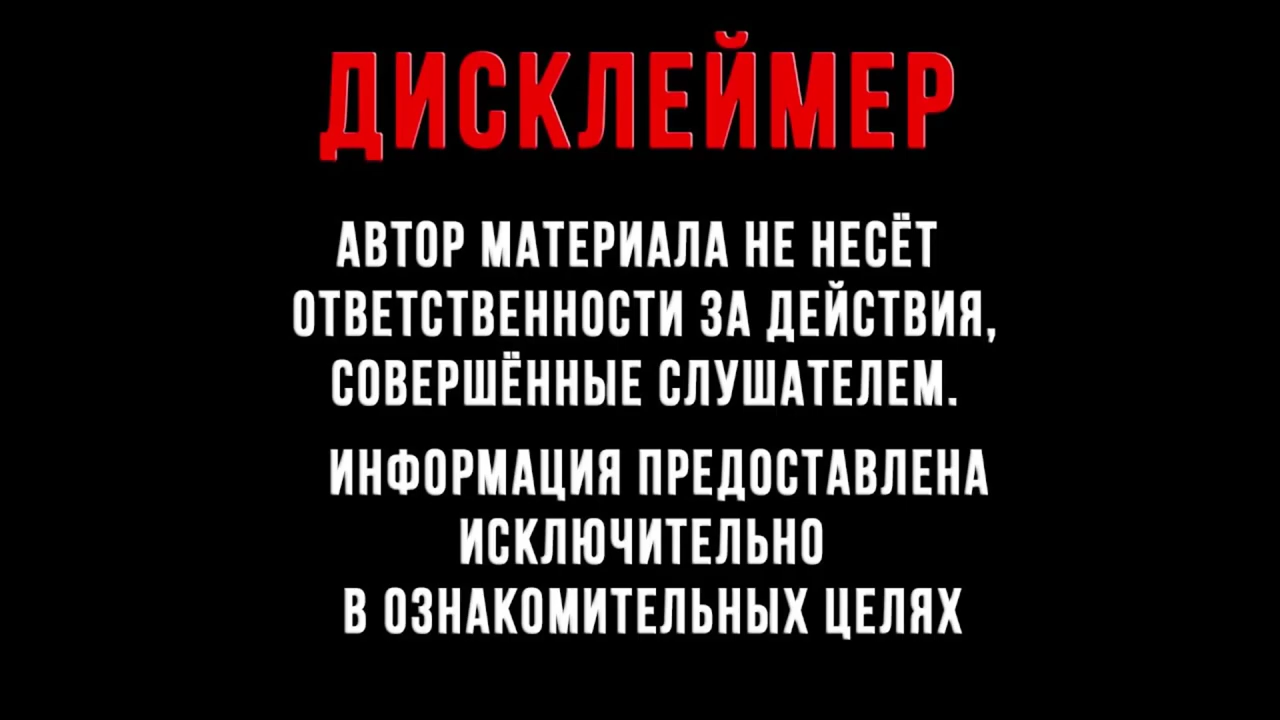 ДИСКЛЕЙМЕР
АВТОР МАТЕРИАЛА НЕ НЕСЁТ
ОТВЕТСТВЕННОСТИ ЗА ДЕЙСТВИЯ,
СОВЕРШЁННЫЕ СЛУШАТЕЛЕМ.
ИНФОРМАЦИЯ ПРЕДОСТАВЛЕНА
ИСКЛЮЧИТЕЛЬНО
В ОЗНАКОМИТЕЛЬНЫХ ЦЕЛЯХ